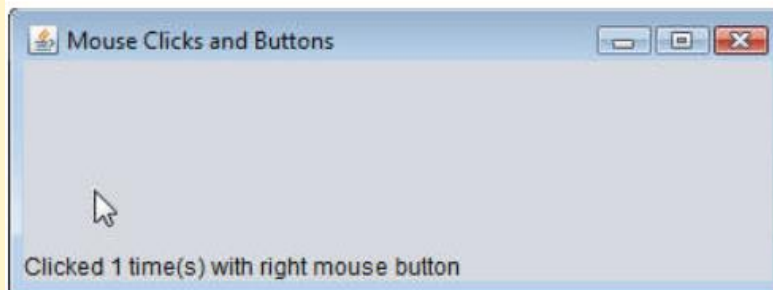 Mouse Clicks and Buttons
Clicked 1 time(s) with right mouse button